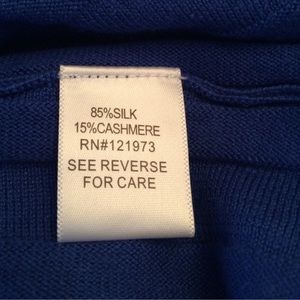 85%SILK
15%CASHMERE
RN#121973
SEE REVERSE
FOR CARE